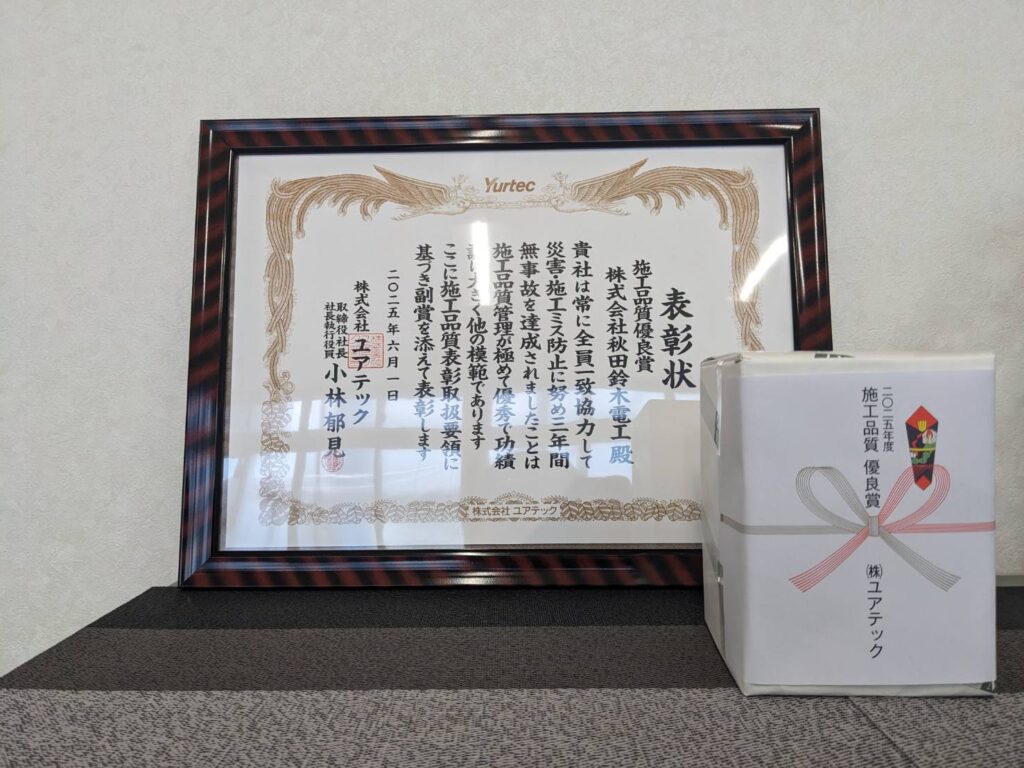 Yurtec
表彰状
施工品質優良賞
株式会社秋田鈴木電工 殿
貴社は常に全員一致協力して
災害・施工ミス防止に努め三年間
無事故を達成されましたことは
施工品質管理が極めて優秀で功績
大きく他の模範であります
ここに施工品質表彰取扱要領に
基づき副賞を添えて表彰します
二〇二五年六月一日
株式会社 ユアテック
取締役社長
社長執行役員 小林郁見
株式会社 ユアテック
二〇二五年度
施工品質 優良賞
㈱ユアテック